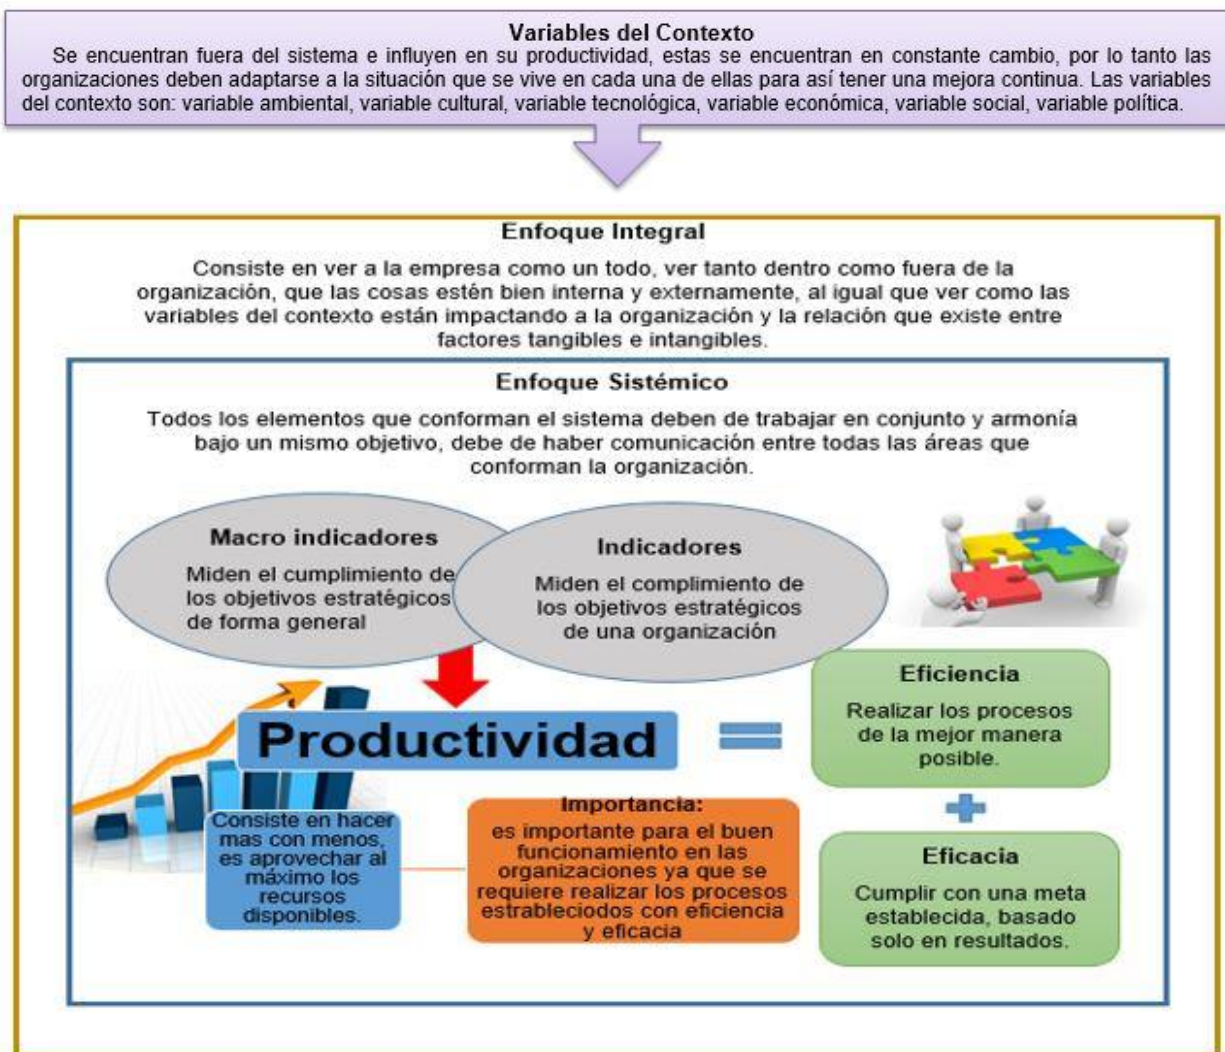 Variables del Contexto
Se encuentran fuera del sistema e influyen en su productividad, estas se encuentran en constante cambio, por lo tanto las
organizaciones deben adaptarse a la situación que se vive en cada una de ellas para así tener una mejora continua. Las variables
del contexto son: variable ambiental, variable cultural, variable tecnológica, variable económica, variable social, variable política.
Enfoque Integral
Consiste en ver a la empresa como un todo, ver tanto dentro como fuera de la
organización, que las cosas estén bien interna y externamente, al igual que ver como las
variables del contexto están impactando a la organización y la relación que existe entre
factores tangibles e intangibles.
Enfoque Sistémico
Todos los elementos que conforman el sistema deben de trabajar en conjunto y armonía
bajo un mismo objetivo, debe de haber comunicación entre todas las áreas que
conforman la organización.
Macro indicadores
Miden el cumplimiento de
los objetivos estratégicos
de forma general
Indicadores
Miden el complimiento de
los objetivos estratégicos
de una organización
Productividad
Eficiencia
Realizar los procesos
de la mejor manera
posible.
Consiste en hacer
mas con menos,
es aprovechar al
máximo los
recursos
disponibles.
Importancia:
es importante para el buen
funcionamiento en las
organizaciones ya que se
requiere realizar los procesos
estrableciodos con eficiencia
y eficacia
Eficacia
Cumplir con una meta
establecida, basado
solo en resultados.